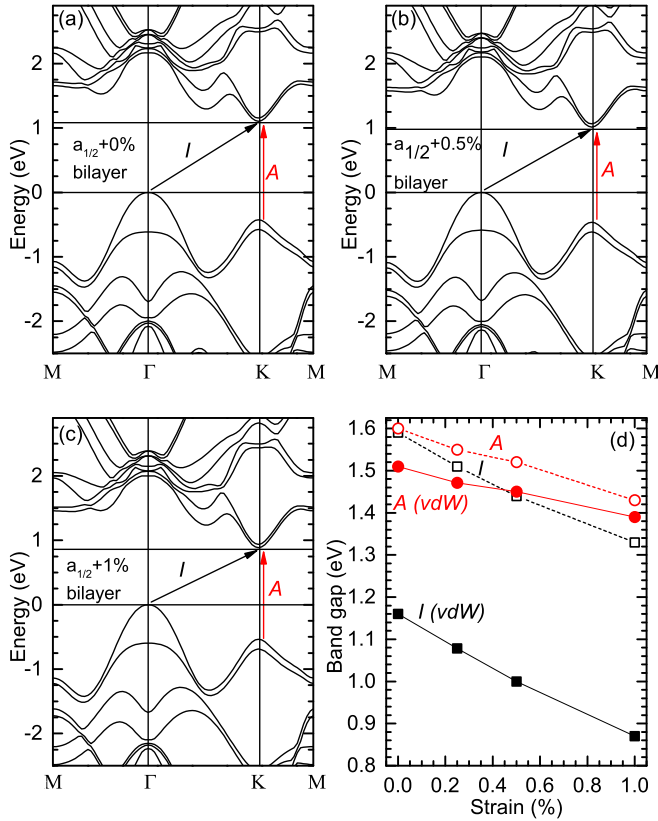 (a)
2
1
0
-1
-2
Energy (eV)
a1/2+0%
bilayer
I
A
M Γ K M
(b)
2
1
0
-1
-2
Energy (eV)
a1/2+0.5%
bilayer
I
A
M Γ K M
(c)
2
1
0
-1
-2
Energy (eV)
a1/2+1%
bilayer
I
A
M Γ K M
(d)
1.6
1.5
1.4
1.3
1.2
1.1
1.0
0.9
0.8
Band gap (eV)
A
I
A (vdW)
I (vdW)
0.0 0.2 0.4 0.6 0.8 1.0
Strain (%)